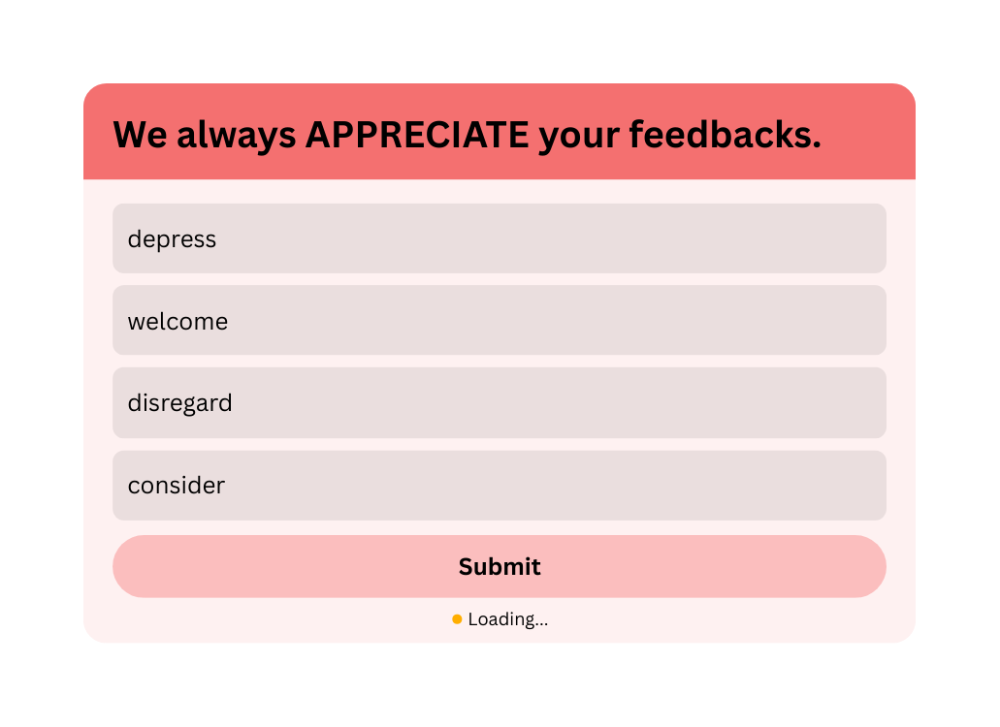 We always APPRECIATE your feedbacks.
depress
welcome
disregard
consider
Submit
Loading...